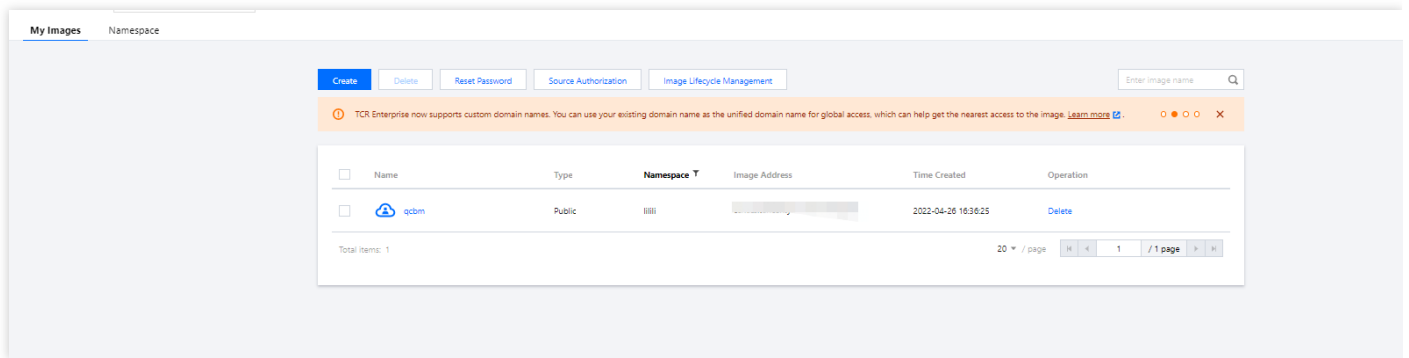 My Images Namespace
Create Delete Reset Password Source Authorization Image Lifecycle Management Enter image name
TCR Enterprise now supports custom domain names. You can use your existing domain name as the unified domain name for global access, which can help get the nearest access to the image. Learn more .
Name Type Namespace Image Address Time Created Operation
qcbm Public 2022-04-26 16:36:25 Delete
Total items: 1 20 / page 1 / 1 page